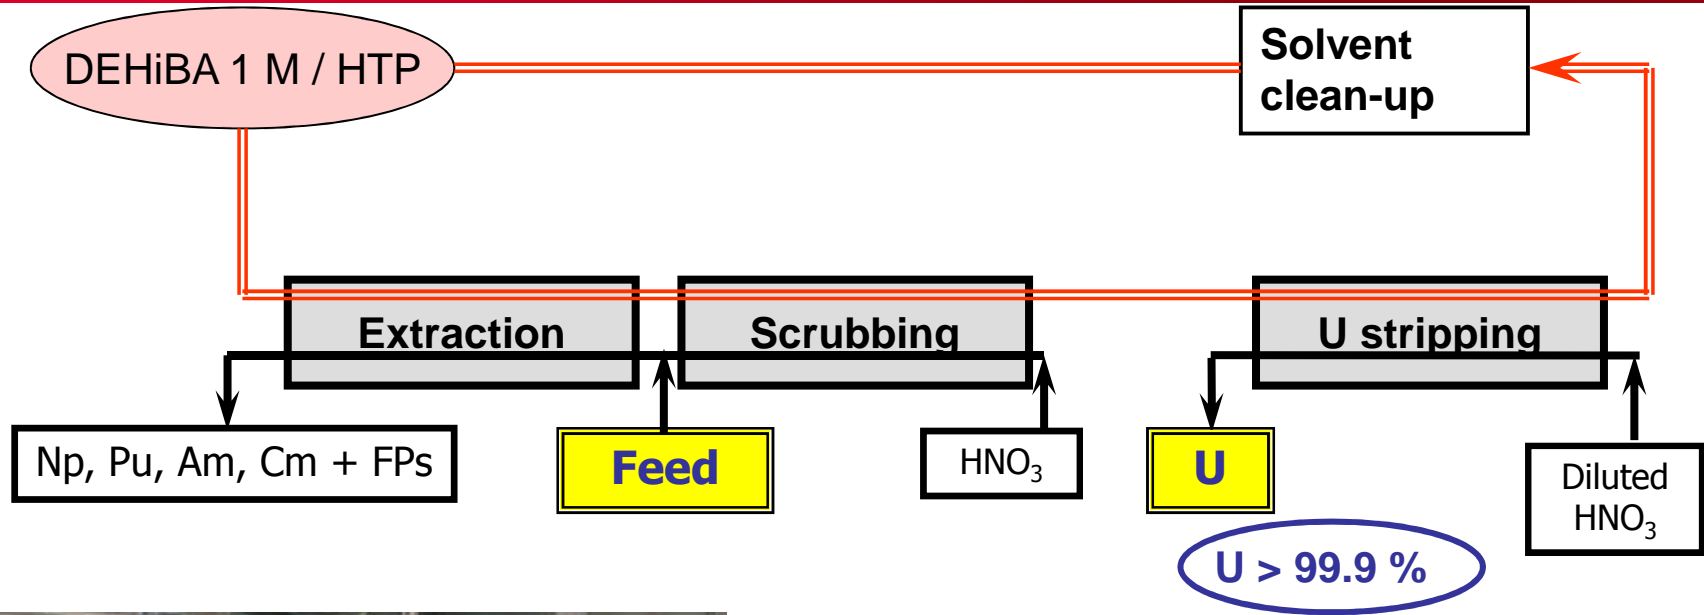 DEHiBA 1 M / HTP
Solvent
clean-up
Extraction
Scrubbing
U stripping
Np, Pu, Am, Cm + FPs
Feed
HNO₃
U
Diluted
HNO₃
U > 99.9 %